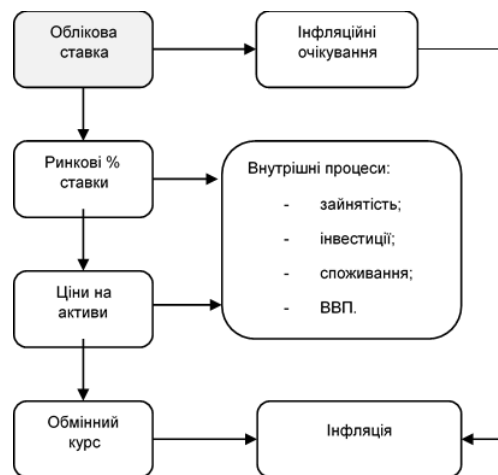 Облікова
ставка
Інфляційні
очікування
Ринкові %
ставки
Внутрішні процеси:
- зайнятість;
- інвестиції;
- споживання;
- ВВП.
Ціни на
активи
Обмінний
курс
Інфляція